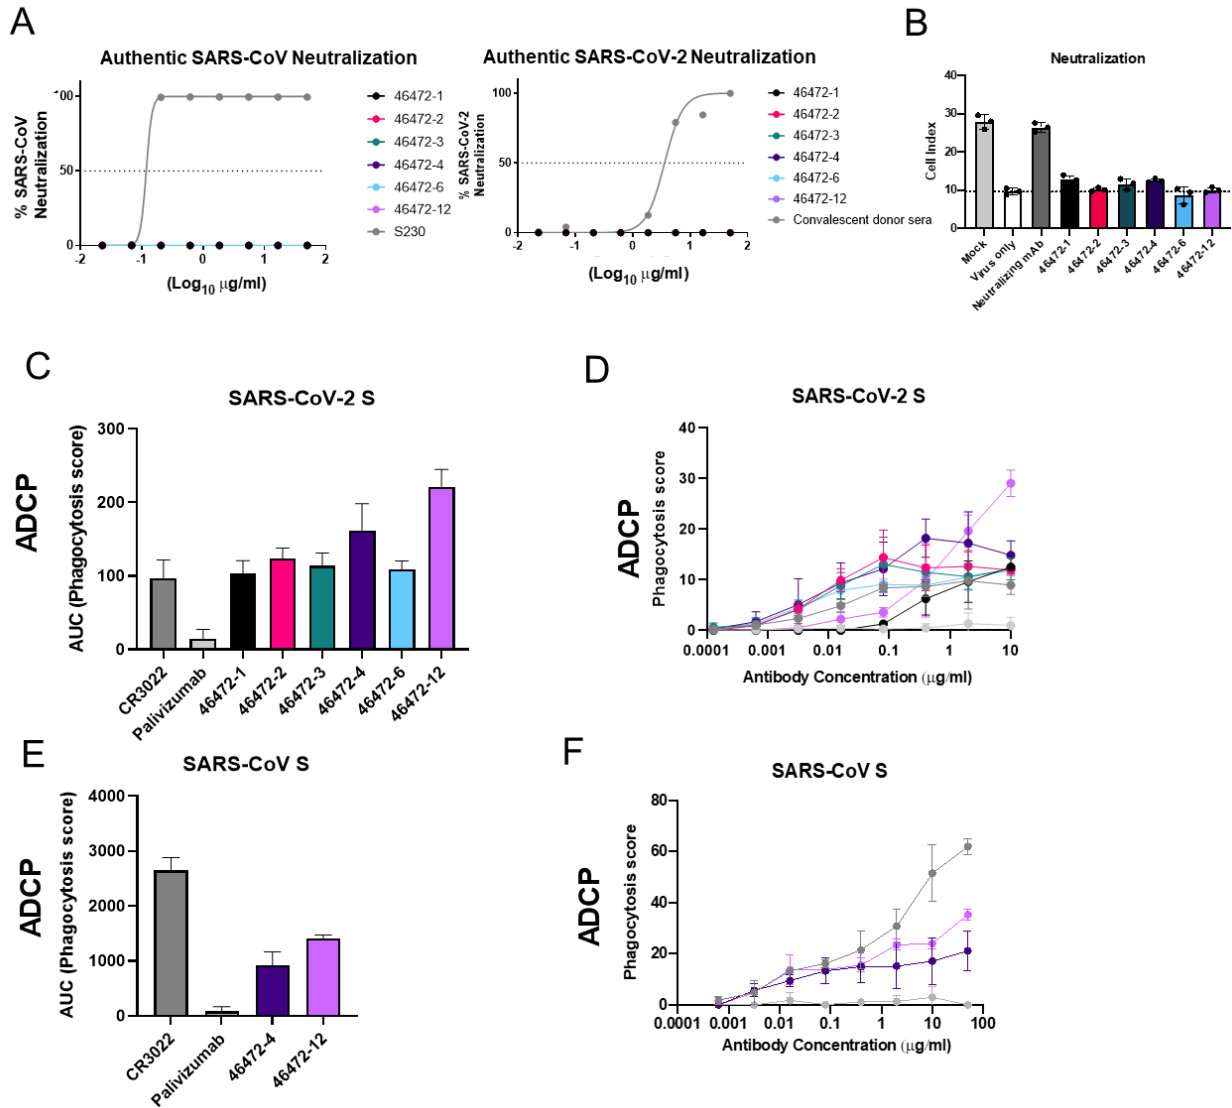 A
Authentic SARS-CoV Neutralization
% SARS-CoV
Neutralization
100
50
0
-2
-1
0
1
2
(Log10 μg/ml)
46472-1
46472-2
46472-3
46472-4
46472-6
46472-12
S230
Authentic SARS-CoV-2 Neutralization
% SARS-CoV-2
Neutralization
100
50
0
-2
-1
0
1
2
(Log10 μg/ml)
46472-1
46472-2
46472-3
46472-4
46472-6
46472-12
Convalescent donor sera
B
Neutralization
Cell Index
40
30
20
10
0
Mock
Virus only
Neutralizing mAb
46472-1
46472-2
46472-3
46472-4
46472-6
46472-12
C
SARS-CoV-2 S
ADCP
AUC (Phagocytosis score)
300
200
100
0
CR3022
Palivizumab
46472-1
46472-2
46472-3
46472-4
46472-6
46472-12
D
SARS-CoV-2 S
ADCP
Phagocytosis score
40
30
20
10
0
0.0001
0.001
0.01
0.1
1
10
Antibody Concentration (μg/ml)
E
SARS-CoV S
ADCP
AUC (Phagocytosis score)
4000
3000
2000
1000
0
CR3022
Palivizumab
46472-4
46472-12
F
SARS-CoV S
ADCP
Phagocytosis score
80
60
40
20
0
0.0001
0.001
0.01
0.1
1
10
100
Antibody Concentration (μg/ml)